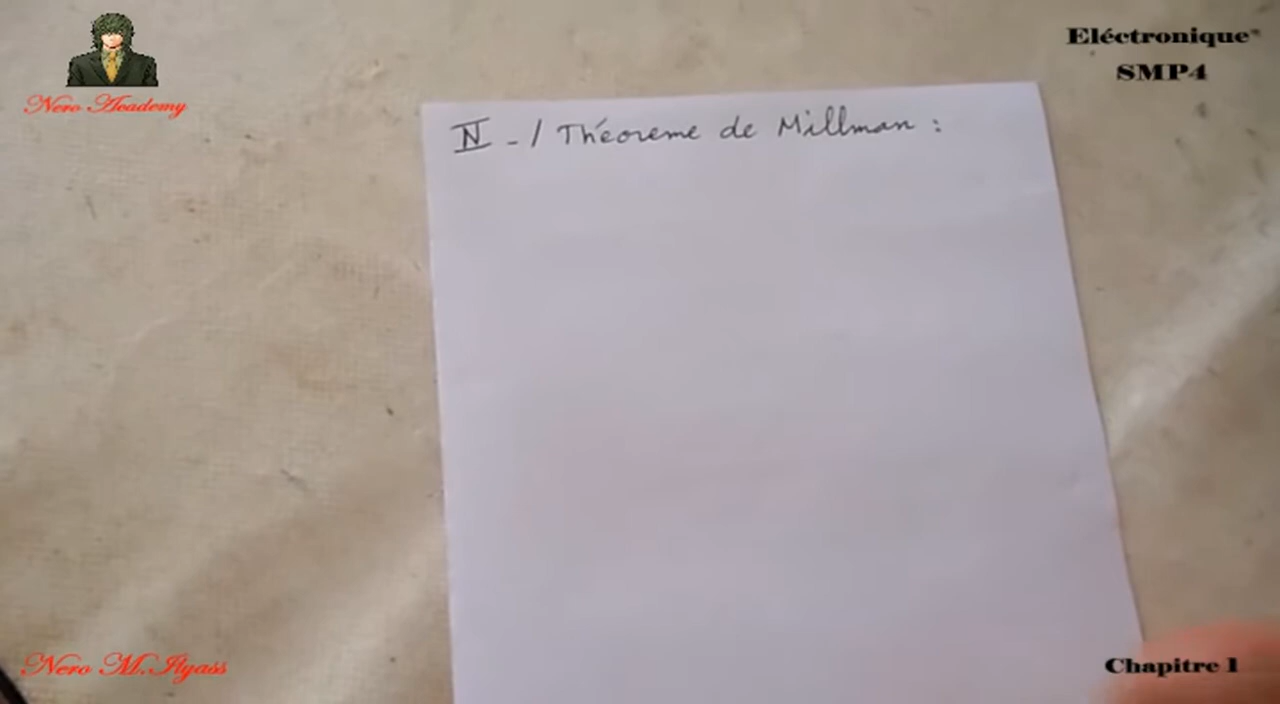 Nero Academy
Eléctronique
SMP4
IV - / Théoreme de Millman :
Nero M.Ilyass
Chapitre 1